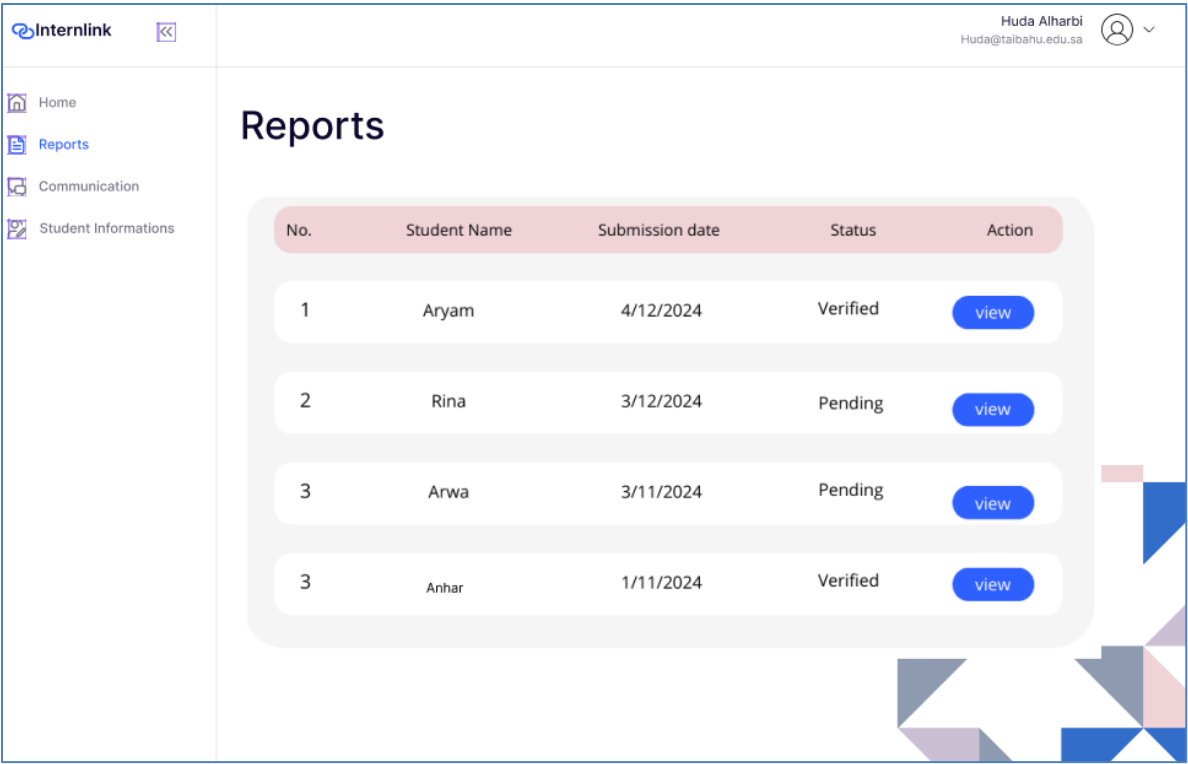 Internlink
Huda Alharbi
Huda@taibahu.edu.sa
Home
Reports
Communication
Student Informations
Reports
No. Student Name Submission date Status Action
1 Aryam 4/12/2024 Verified view
2 Rina 3/12/2024 Pending view
3 Arwa 3/11/2024 Pending view
3 Anhar 1/11/2024 Verified view